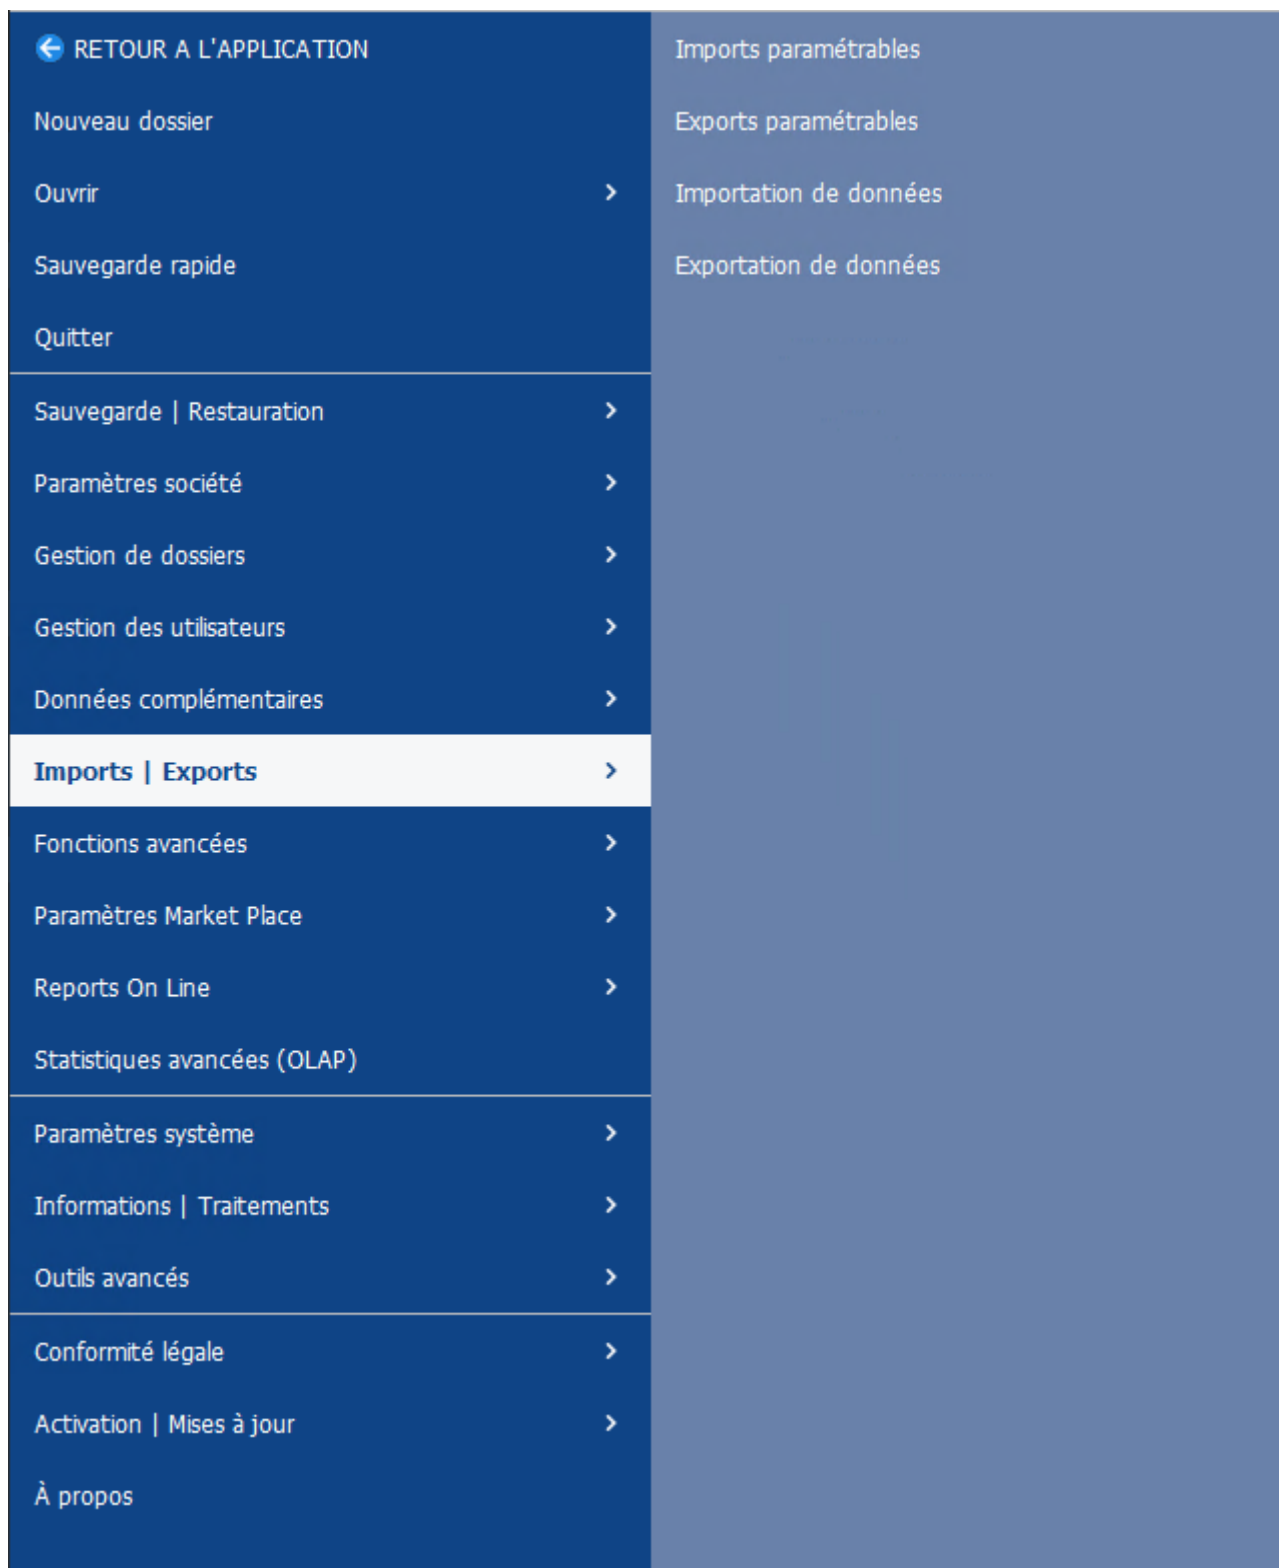 RETOUR A L'APPLICATION
Nouveau dossier
Ouvrir
Sauvegarde rapide
Quitter
Sauvegarde | Restauration
Paramètres société
Gestion de dossiers
Gestion des utilisateurs
Données complémentaires
Imports | Exports
Fonctions avancées
Paramètres Market Place
Reports On Line
Statistiques avancées (OLAP)
Paramètres système
Informations | Traitements
Outils avancés
Conformité légale
Activation | Mises à jour
À propos
Imports paramétrables
Exports paramétrables
Importation de données
Exportation de données